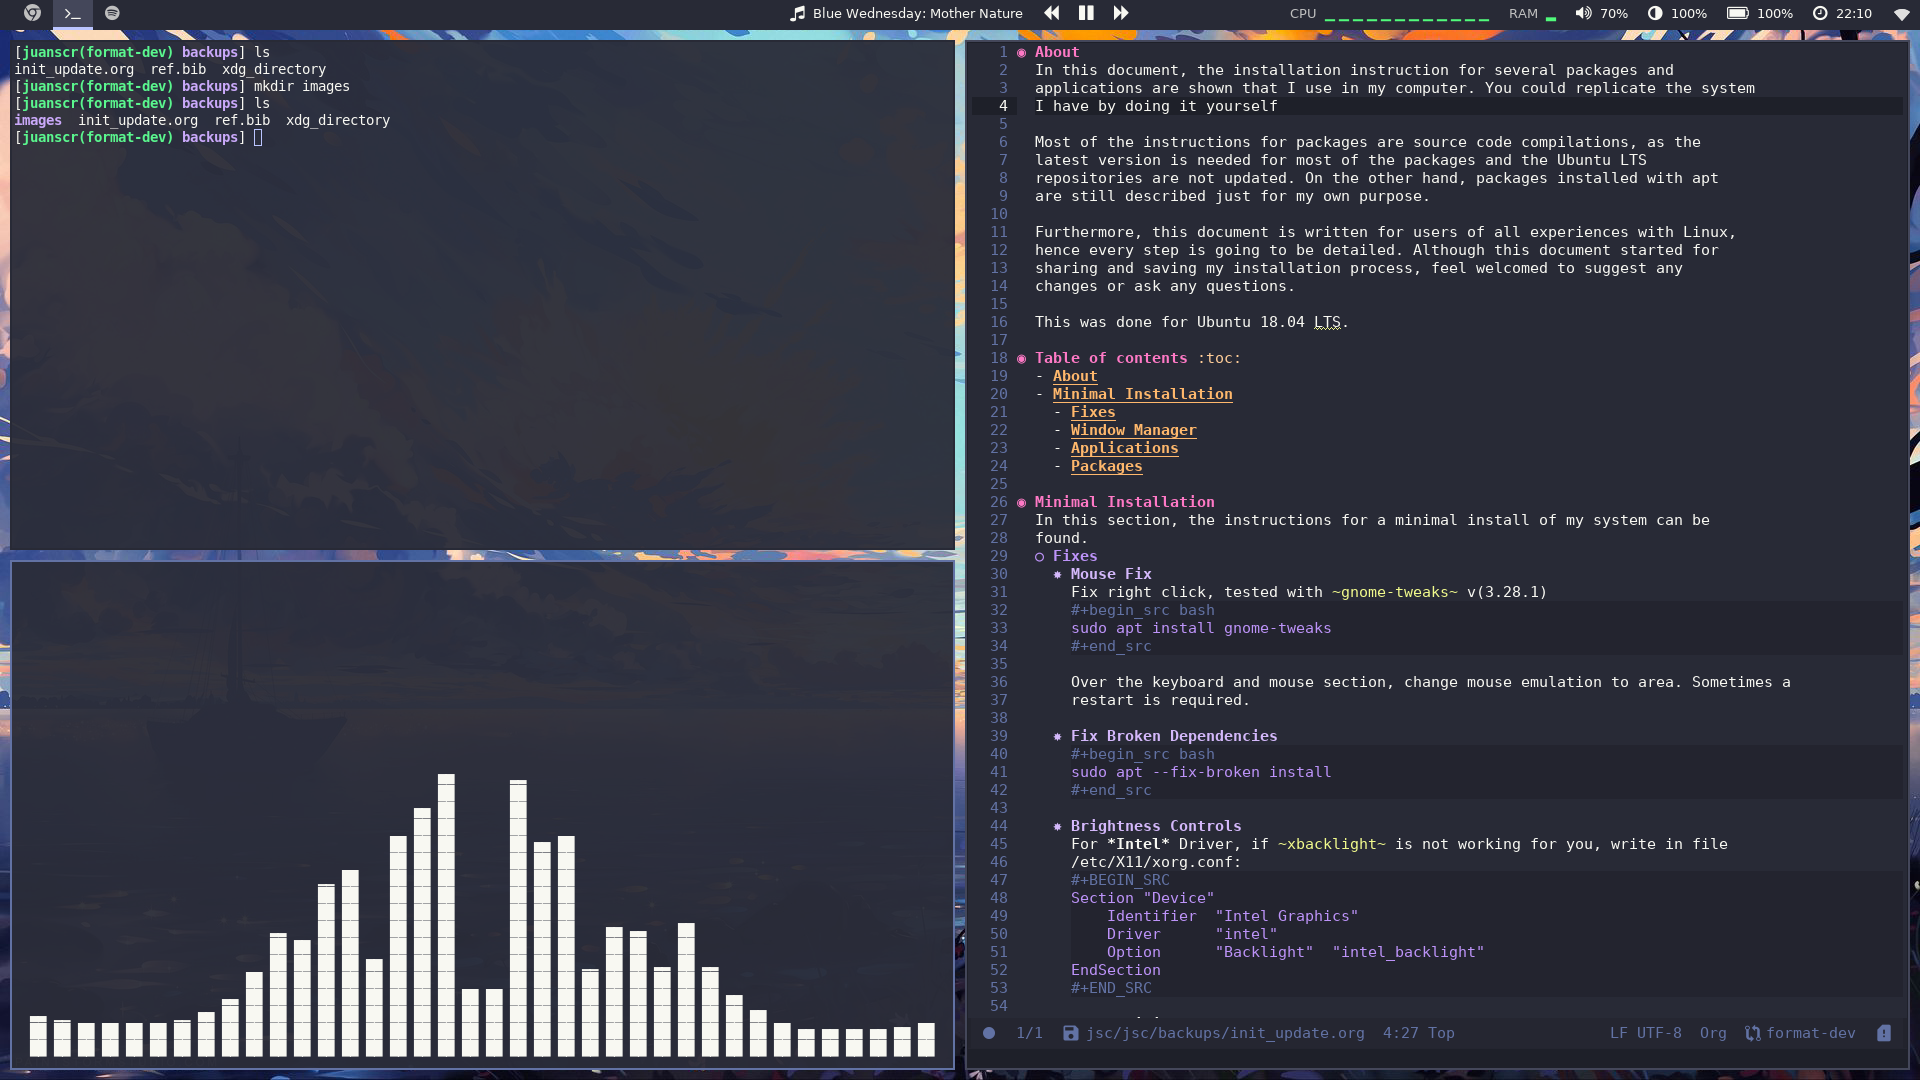 Blue Wednesday: Mother Nature
CPU
RAM
70%
100%
100%
22:10
[juanscr(format-dev) backups] ls
init_update.org  ref.bib  xdg_directory
[juanscr(format-dev) backups] mkdir images
[juanscr(format-dev) backups] ls
images  init_update.org  ref.bib  xdg_directory
[juanscr(format-dev) backups]
1 About
2 In this document, the installation instruction for several packages and
3 applications are shown that I use in my computer. You could replicate the system
4 I have by doing it yourself
5
6 Most of the instructions for packages are source code compilations, as the
7 latest version is needed for most of the packages and the Ubuntu LTS
8 repositories are not updated. On the other hand, packages installed with apt
9 are still described just for my own purpose.
10
11 Furthermore, this document is written for users of all experiences with Linux,
12 hence every step is going to be detailed. Although this document started for
13 sharing and saving my installation process, feel welcomed to suggest any
14 changes or ask any questions.
15
16 This was done for Ubuntu 18.04 LTS.
17
18 Table of contents :toc:
19 - About
20 - Minimal Installation
21 - Fixes
22 - Window Manager
23 - Applications
24 - Packages
25
26 Minimal Installation
27 In this section, the instructions for a minimal install of my system can be
28 found.
29 Fixes
30 Mouse Fix
31 Fix right click, tested with ~gnome-tweaks~ v(3.28.1)
32 #+begin_src bash
33 sudo apt install gnome-tweaks
34 #+end_src
35
36 Over the keyboard and mouse section, change mouse emulation to area. Sometimes a
37 restart is required.
38
39 Fix Broken Dependencies
40 #+begin_src bash
41 sudo apt --fix-broken install
42 #+end_src
43
44 Brightness Controls
45 For *Intel* Driver, if ~xbacklight~ is not working for you, write in file
46 /etc/X11/xorg.conf:
47 #+BEGIN_SRC
48 Section "Device"
49 Identifier  "Intel Graphics"
50 Driver      "intel"
51 Option      "Backlight"  "intel_backlight"
52 EndSection
53 #+END_SRC
54
1/1 jsc/jsc/backups/init_update.org 4:27 Top LF UTF-8 Org format-dev